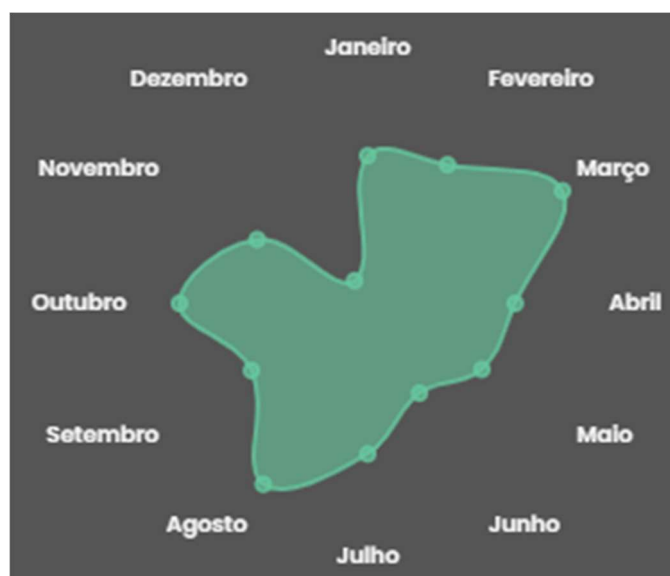 Janeiro
Fevereiro
Março
Abril
Maio
Junho
Julho
Agosto
Setembro
Outubro
Novembro
Dezembro